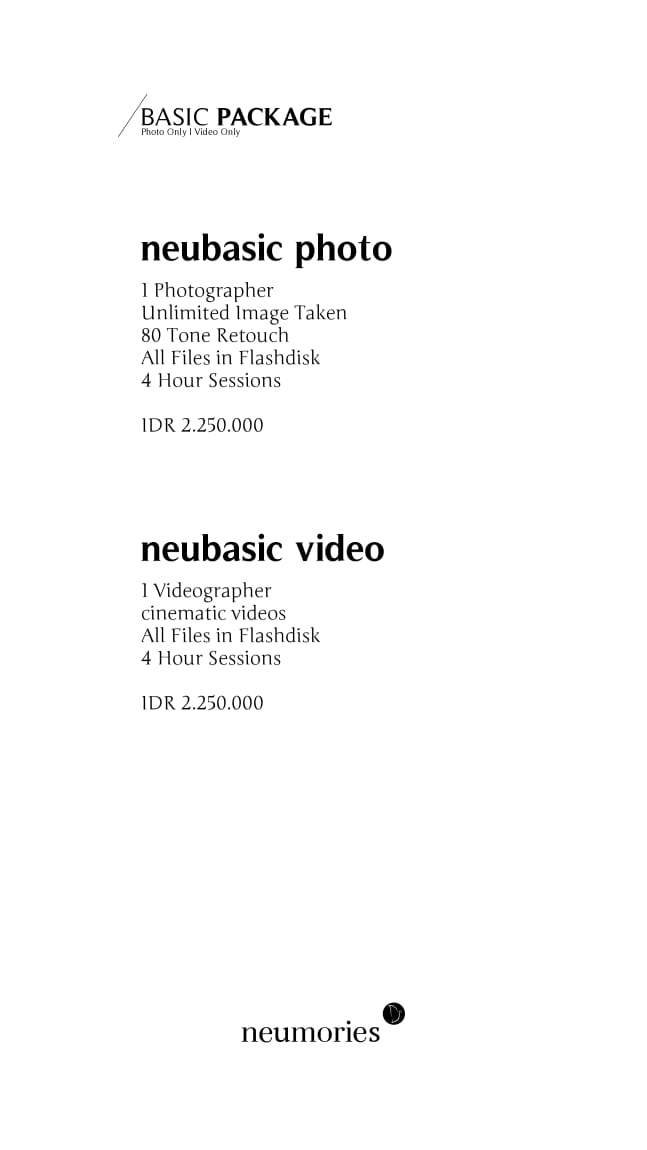 BASIC PACKAGE
Photo Only | Video Only
neubasic photo
1 Photographer
Unlimited Image Taken
80 Tone Retouch
All Files in Flashdisk
4 Hour Sessions
IDR 2.250.000
neubasic video
1 Videographer
cinematic videos
All Files in Flashdisk
4 Hour Sessions
IDR 2.250.000
neumories